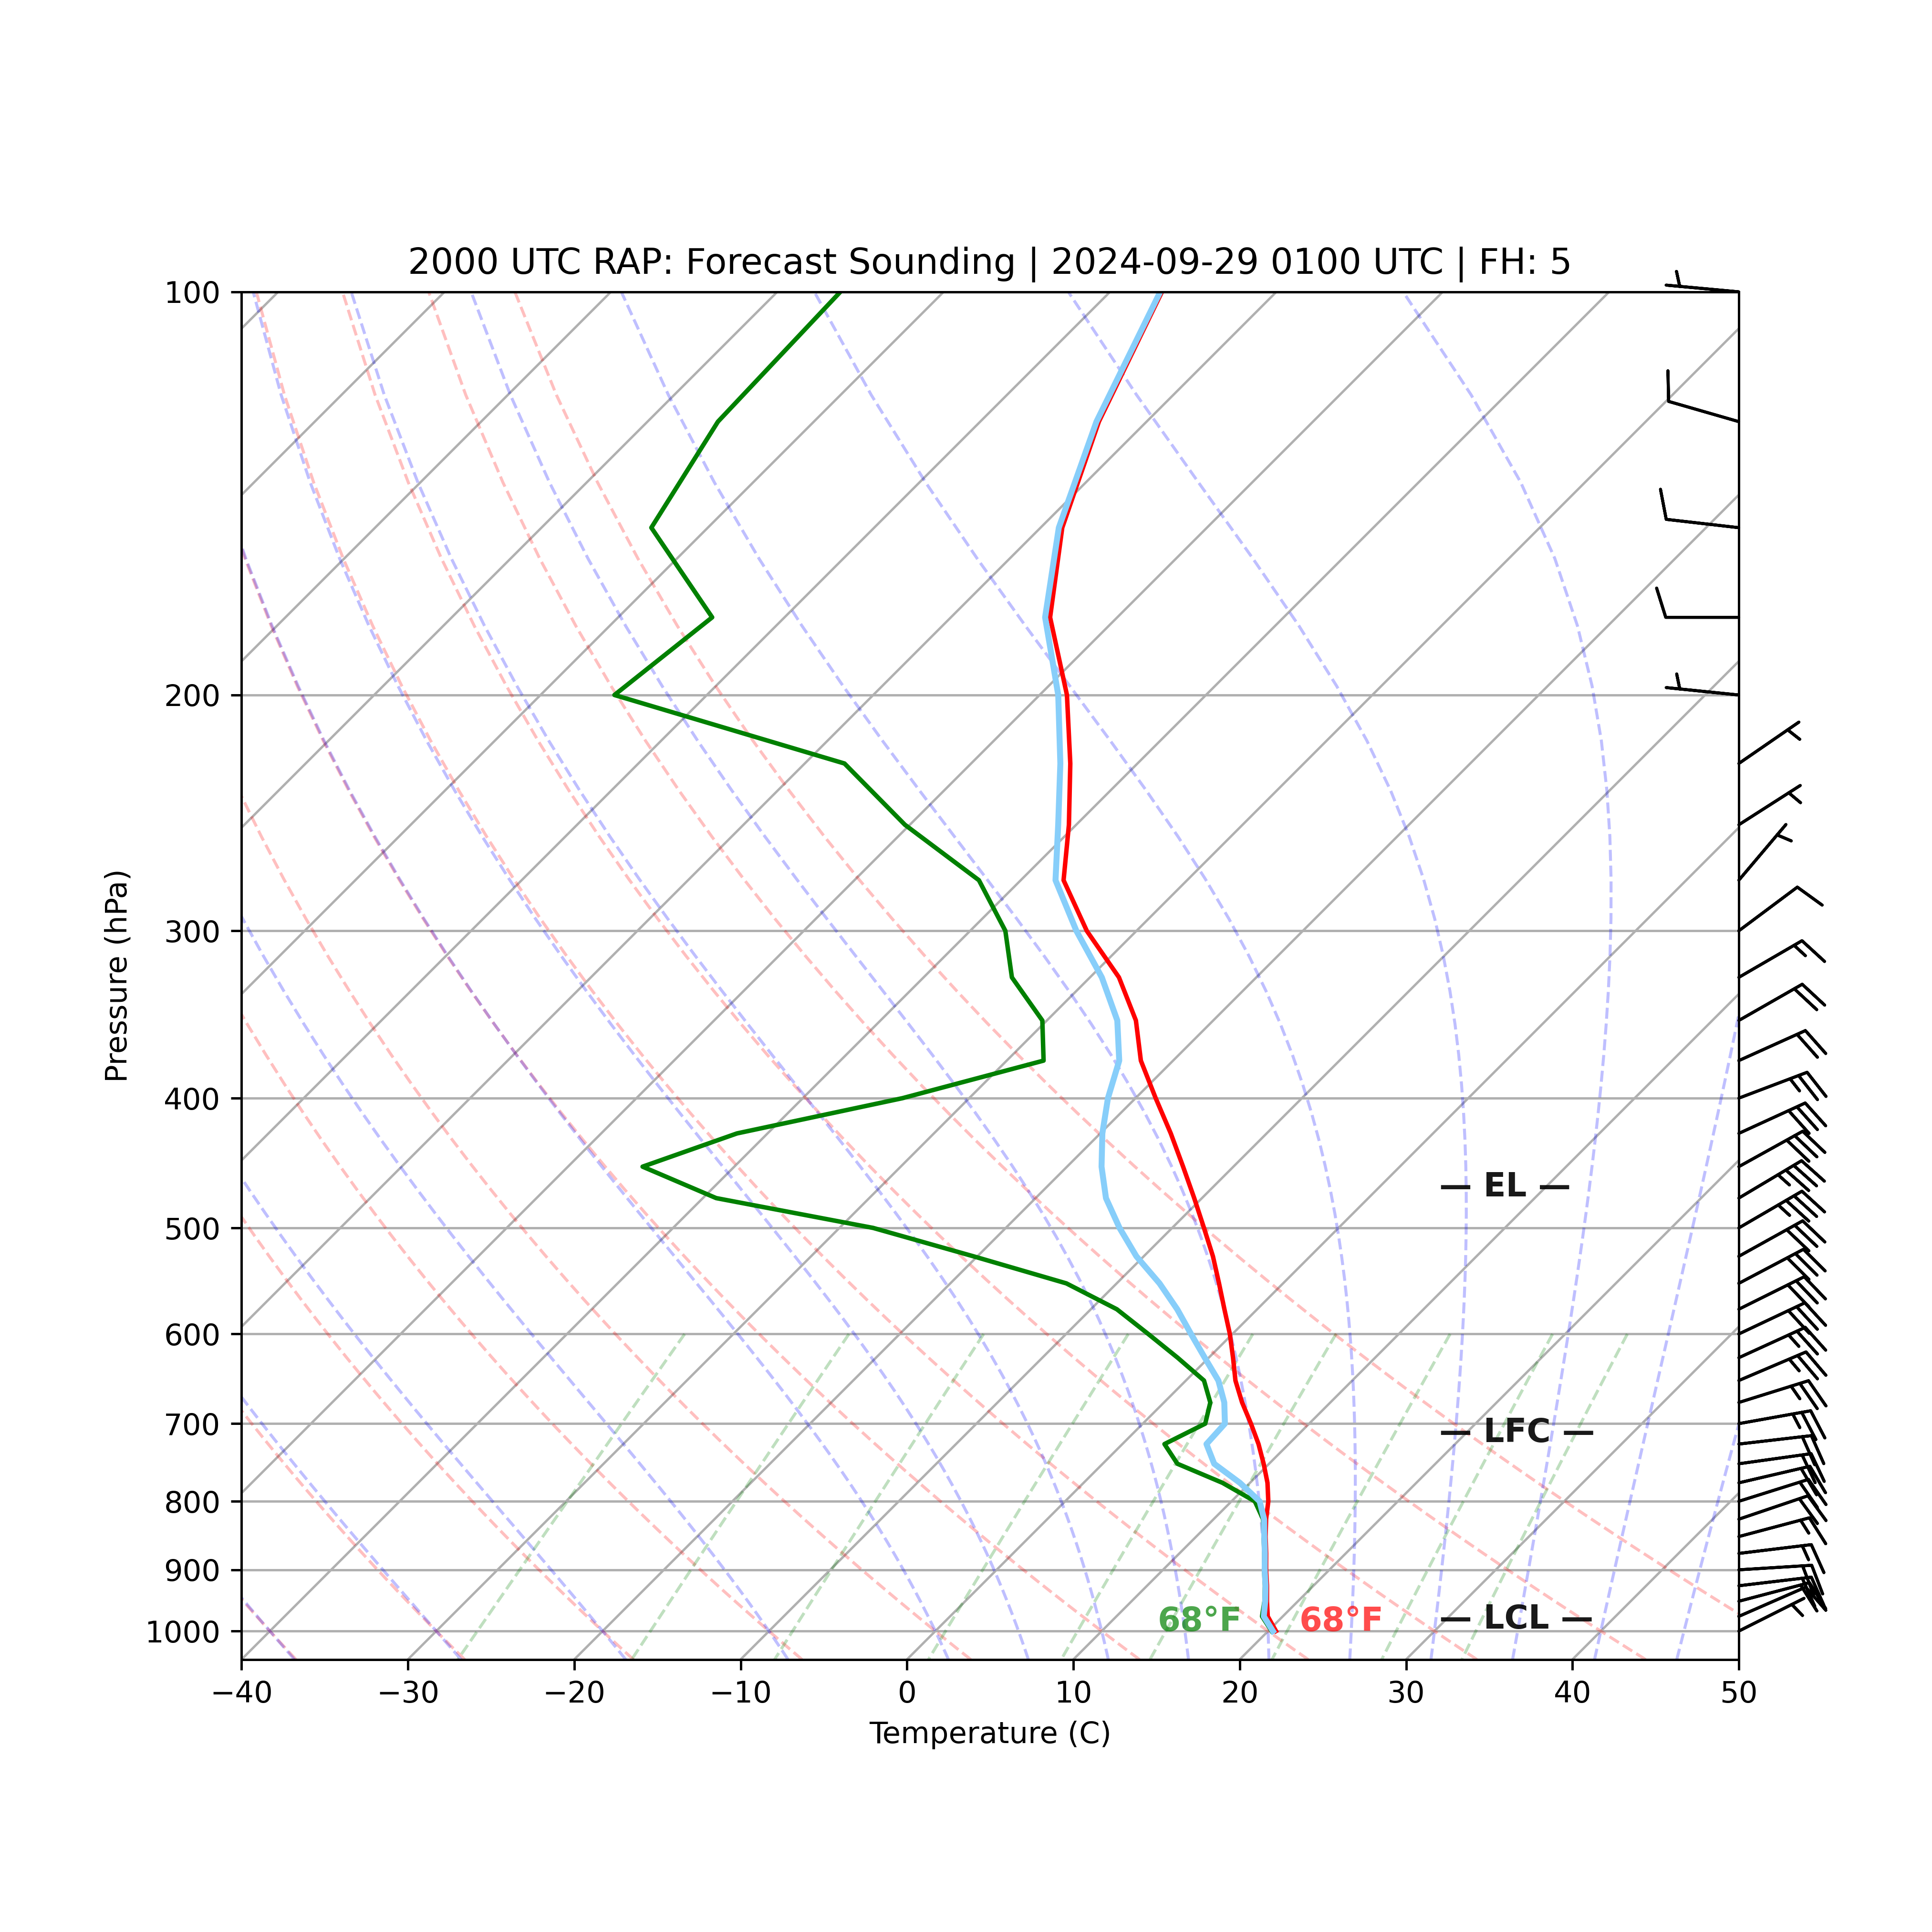 2000 UTC RAP: Forecast Sounding | 2024-09-29 0100 UTC | FH: 5
100
200
300
400
500
600
700
800
900
1000
Pressure (hPa)
— EL —
— LFC —
— LCL —
68°F 68°F
−40 −30 −20 −10 0 10 20 30 40 50
Temperature (C)